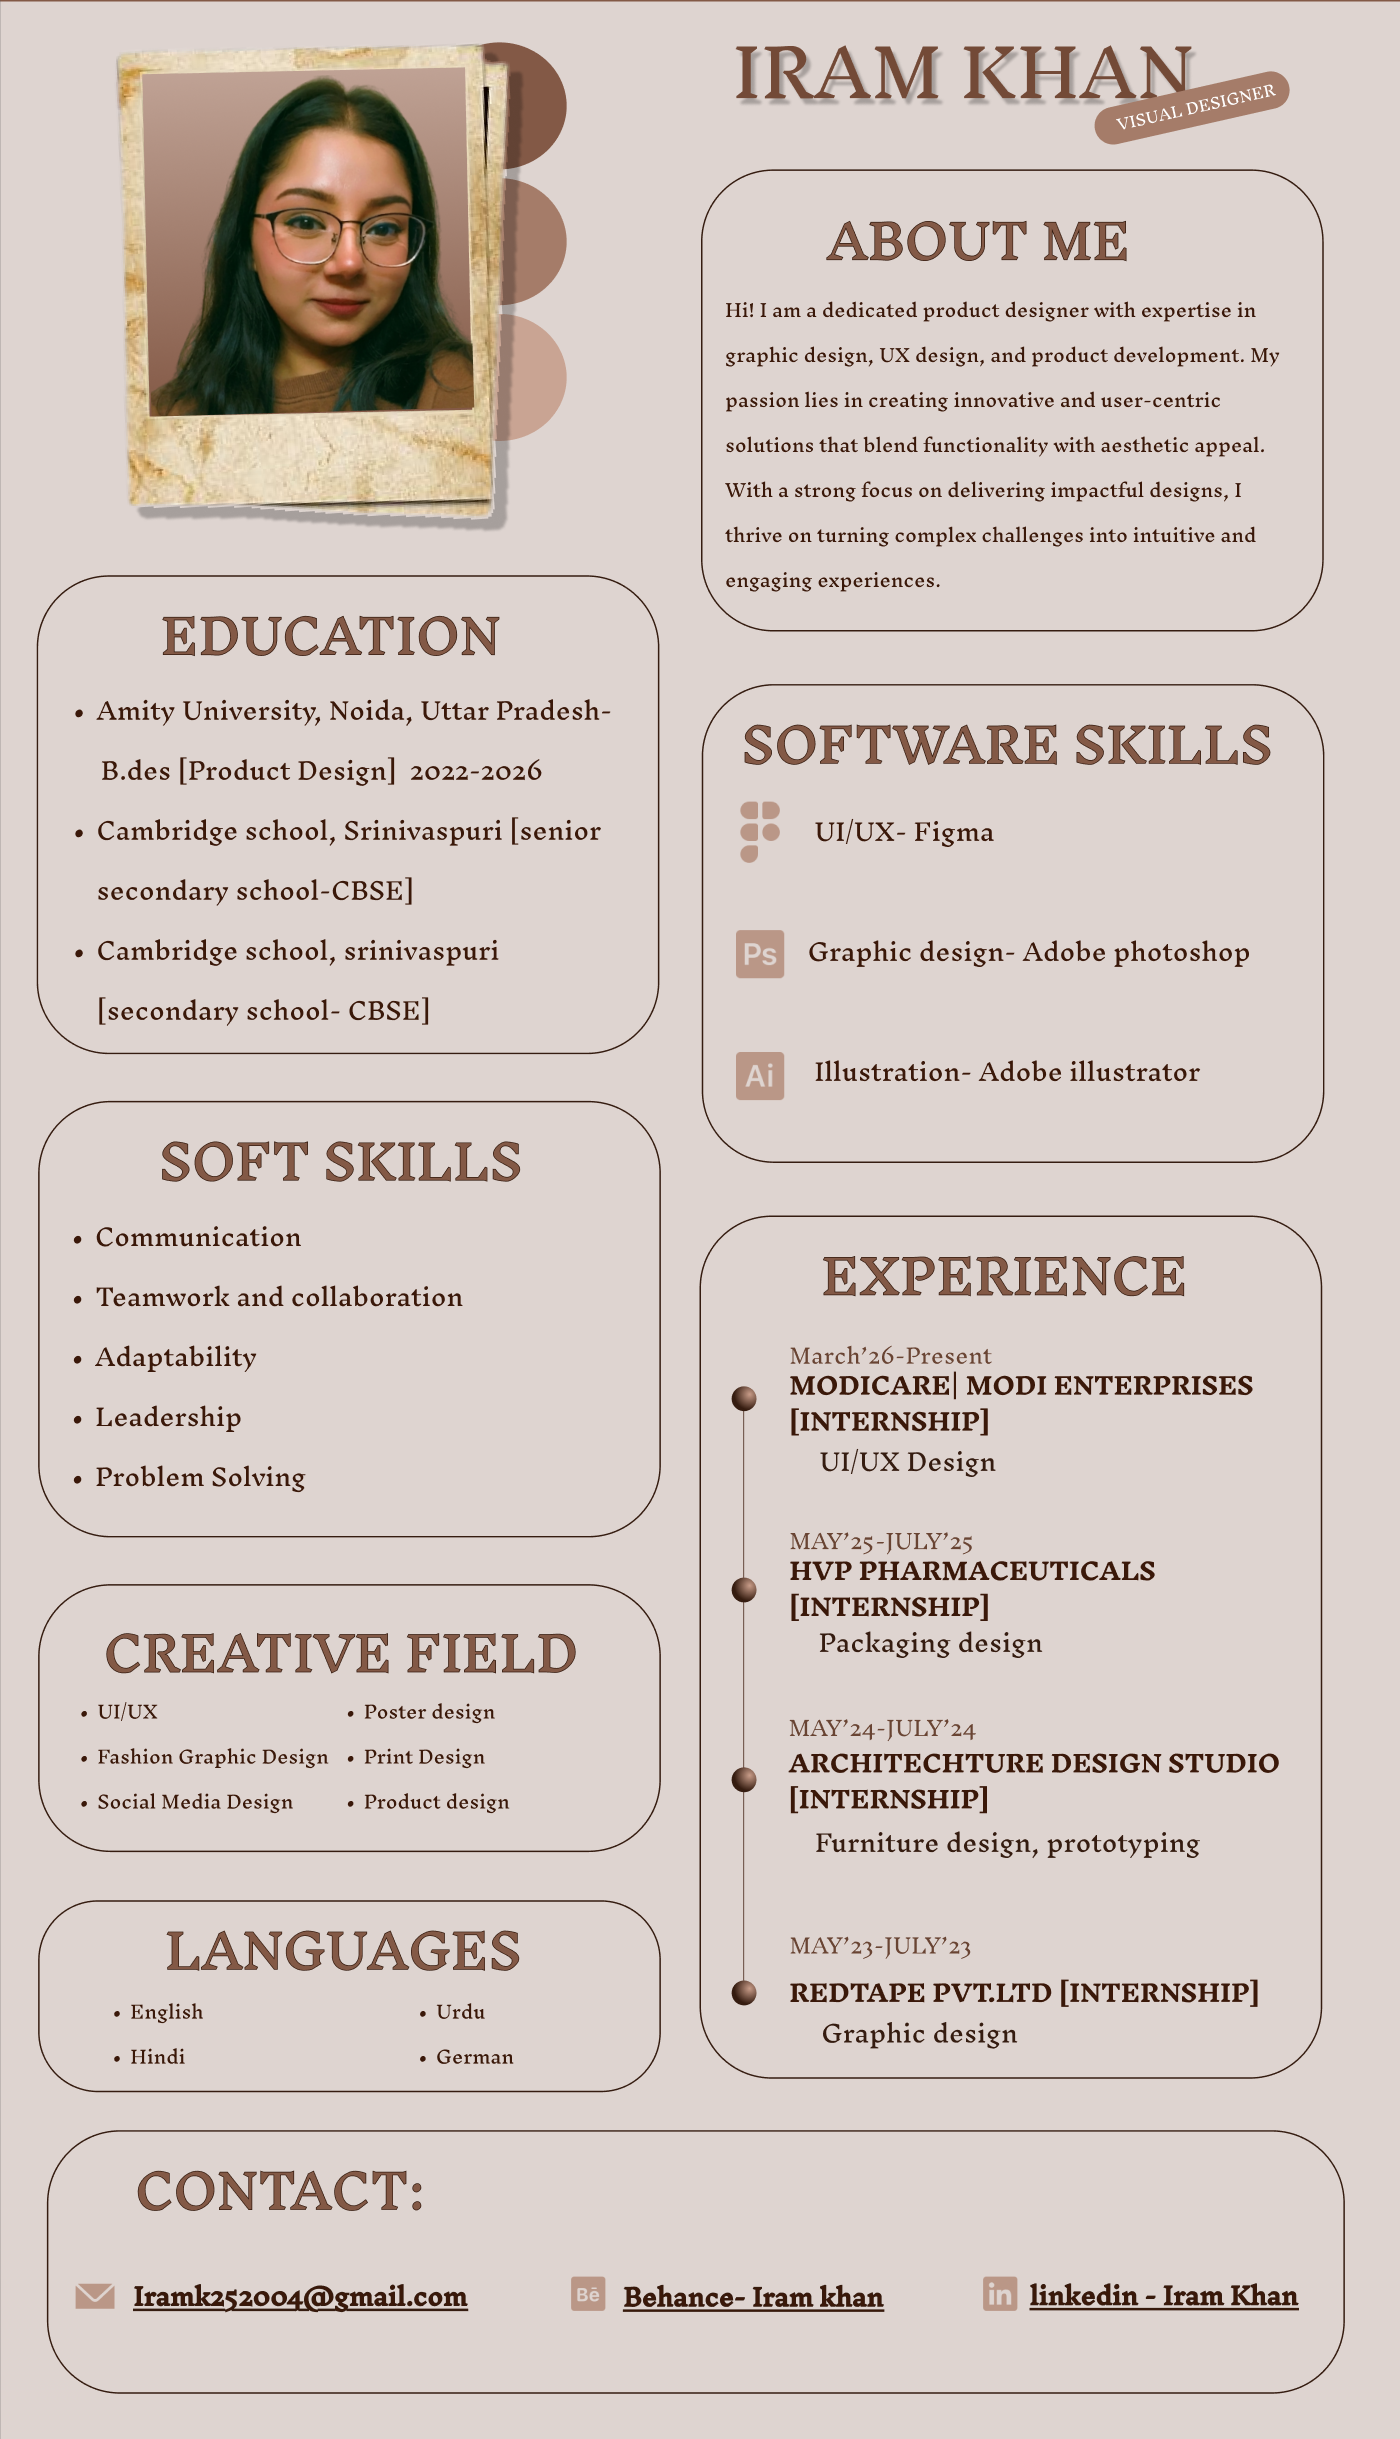 IRAM KHAN
VISUAL DESIGNER
ABOUT ME
Hi! I am a dedicated product designer with expertise in
graphic design, UX design, and product development. My
passion lies in creating innovative and user-centric
solutions that blend functionality with aesthetic appeal.
With a strong focus on delivering impactful designs, I
thrive on turning complex challenges into intuitive and
engaging experiences.
EDUCATION
• Amity University, Noida, Uttar Pradesh-
B.des [Product Design] 2022-2026
• Cambridge school, Srinivaspuri [senior
secondary school-CBSE]
• Cambridge school, srinivaspuri
[secondary school- CBSE]
SOFTWARE SKILLS
UI/UX- Figma
Ps
Graphic design- Adobe photoshop
Ai
Illustration- Adobe illustrator
SOFT SKILLS
• Communication
• Teamwork and collaboration
• Adaptability
• Leadership
• Problem Solving
EXPERIENCE
March’26-Present
MODICARE| MODI ENTERPRISES
[INTERNSHIP]
UI/UX Design
MAY’25-JULY’25
HVP PHARMACEUTICALS
[INTERNSHIP]
Packaging design
MAY’24-JULY’24
ARCHITECHTURE DESIGN STUDIO
[INTERNSHIP]
Furniture design, prototyping
MAY’23-JULY’23
REDTAPE PVT.LTD [INTERNSHIP]
Graphic design
CREATIVE FIELD
• UI/UX
• Fashion Graphic Design
• Social Media Design
• Poster design
• Print Design
• Product design
LANGUAGES
• English
• Hindi
• Urdu
• German
CONTACT:
Iramk252004@gmail.com
Bē
Behance- Iram khan
in
linkedin - Iram Khan